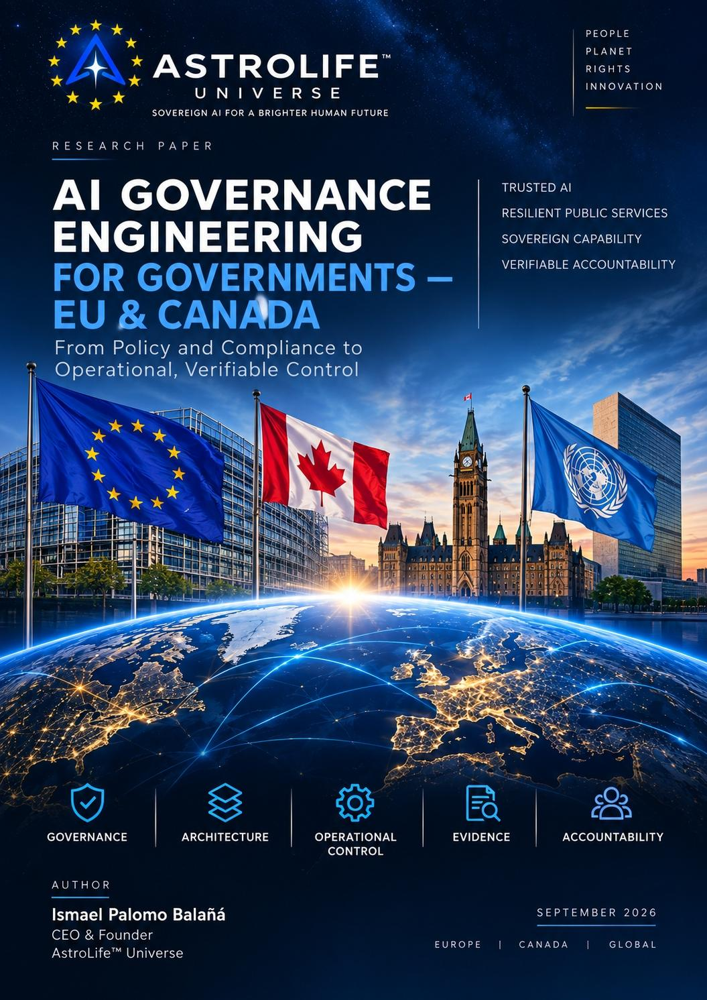 ASTROLIFE™
UNIVERSE
SOVEREIGN AI FOR A BRIGHTER HUMAN FUTURE
PEOPLE
PLANET
RIGHTS
INNOVATION
RESEARCH PAPER
AI GOVERNANCE
ENGINEERING
FOR GOVERNMENTS –
EU & CANADA
From Policy and Compliance to
Operational, Verifiable Control
TRUSTED AI
RESILIENT PUBLIC SERVICES
SOVEREIGN CAPABILITY
VERIFIABLE ACCOUNTABILITY
GOVERNANCE
ARCHITECTURE
OPERATIONAL
CONTROL
EVIDENCE
ACCOUNTABILITY
AUTHOR
Ismael Palomo Balañá
CEO & Founder
AstroLife™ Universe
SEPTEMBER 2026
EUROPE | CANADA | GLOBAL